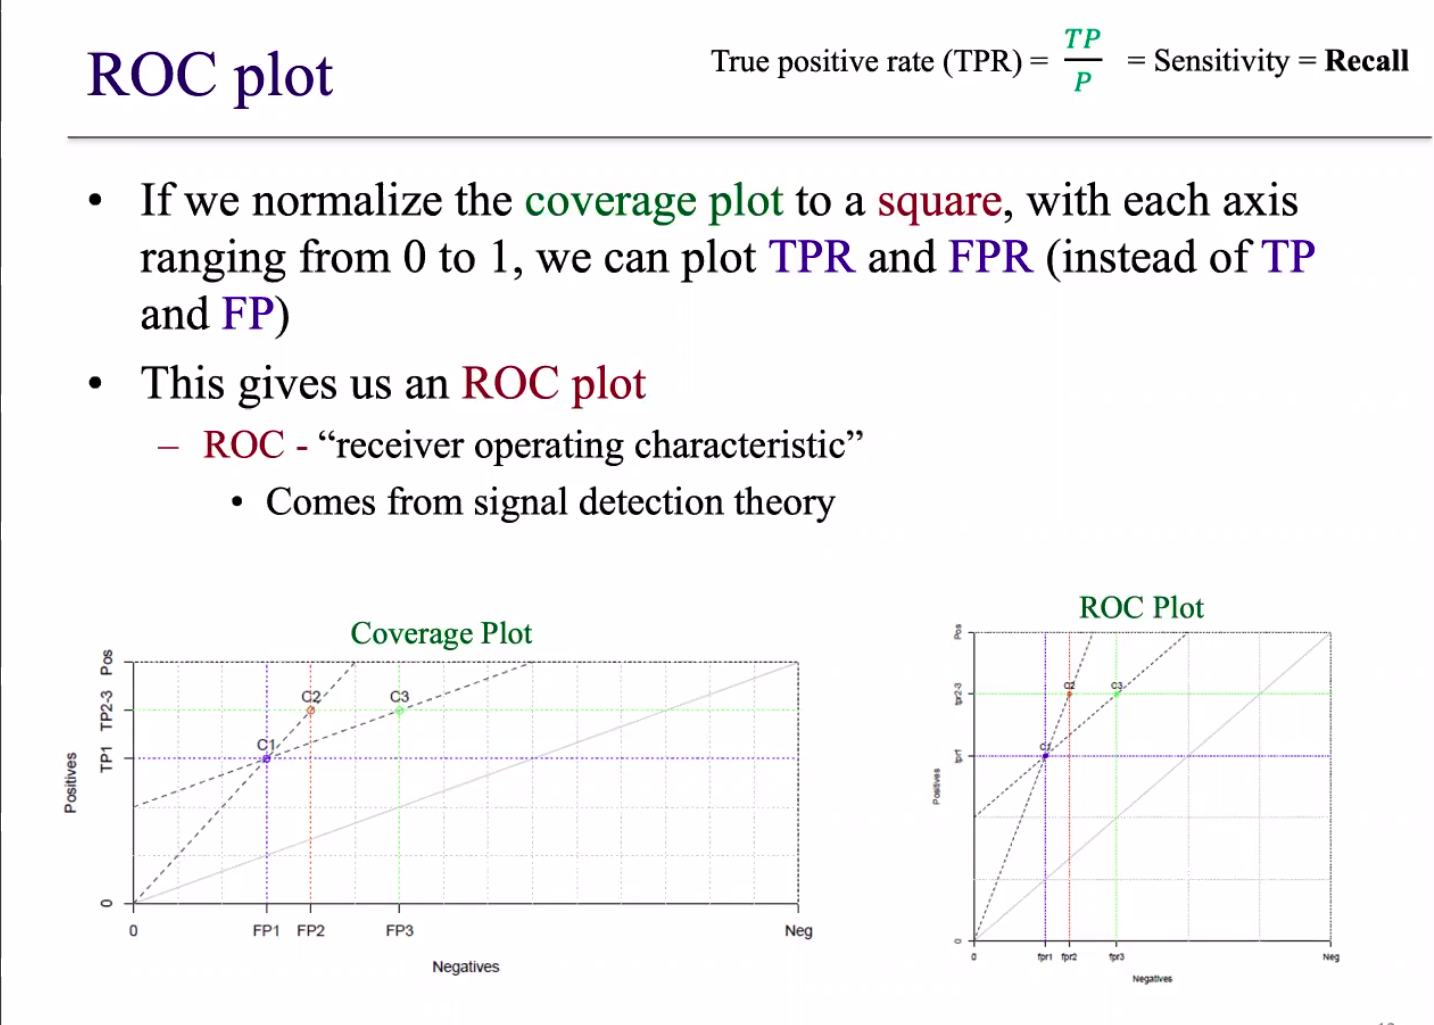 ROC plot
True positive rate (TPR) = TP/P = Sensitivity = Recall
• If we normalize the coverage plot to a square, with each axis
ranging from 0 to 1, we can plot TPR and FPR (instead of TP
and FP)
• This gives us an ROC plot
– ROC - “receiver operating characteristic”
• Comes from signal detection theory
Coverage Plot
Pos
TP2-3
TP1
0
Positives
C1
C2
C3
0 FP1 FP2 FP3 Neg
Negatives
ROC Plot
Pos
tpr2-3
tpr1
0
Positives
C1
C2
C3
0 fpr1 fpr2 fpr3 Neg
Negatives